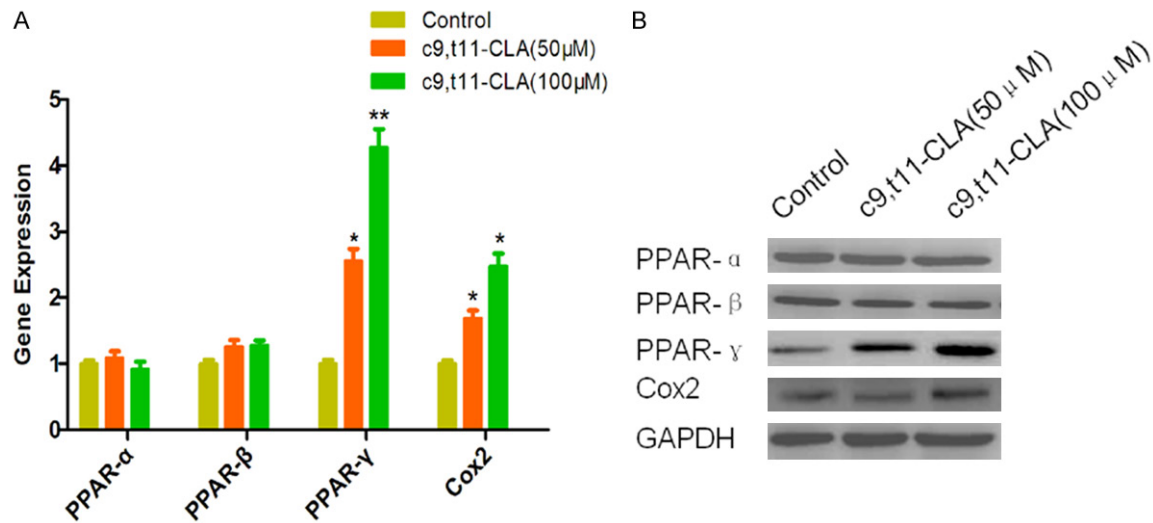 A
Control
c9,t11-CLA(50µM)
c9,t11-CLA(100µM)
Gene Expression
5
4
3
2
1
0
**
*
*
*
PPAR-α
PPAR-β
PPAR-γ
Cox2
B
Control
c9,t11-CLA(50 μ M)
c9,t11-CLA(100 μ M)
PPAR- α
PPAR- β
PPAR- γ
Cox2
GAPDH